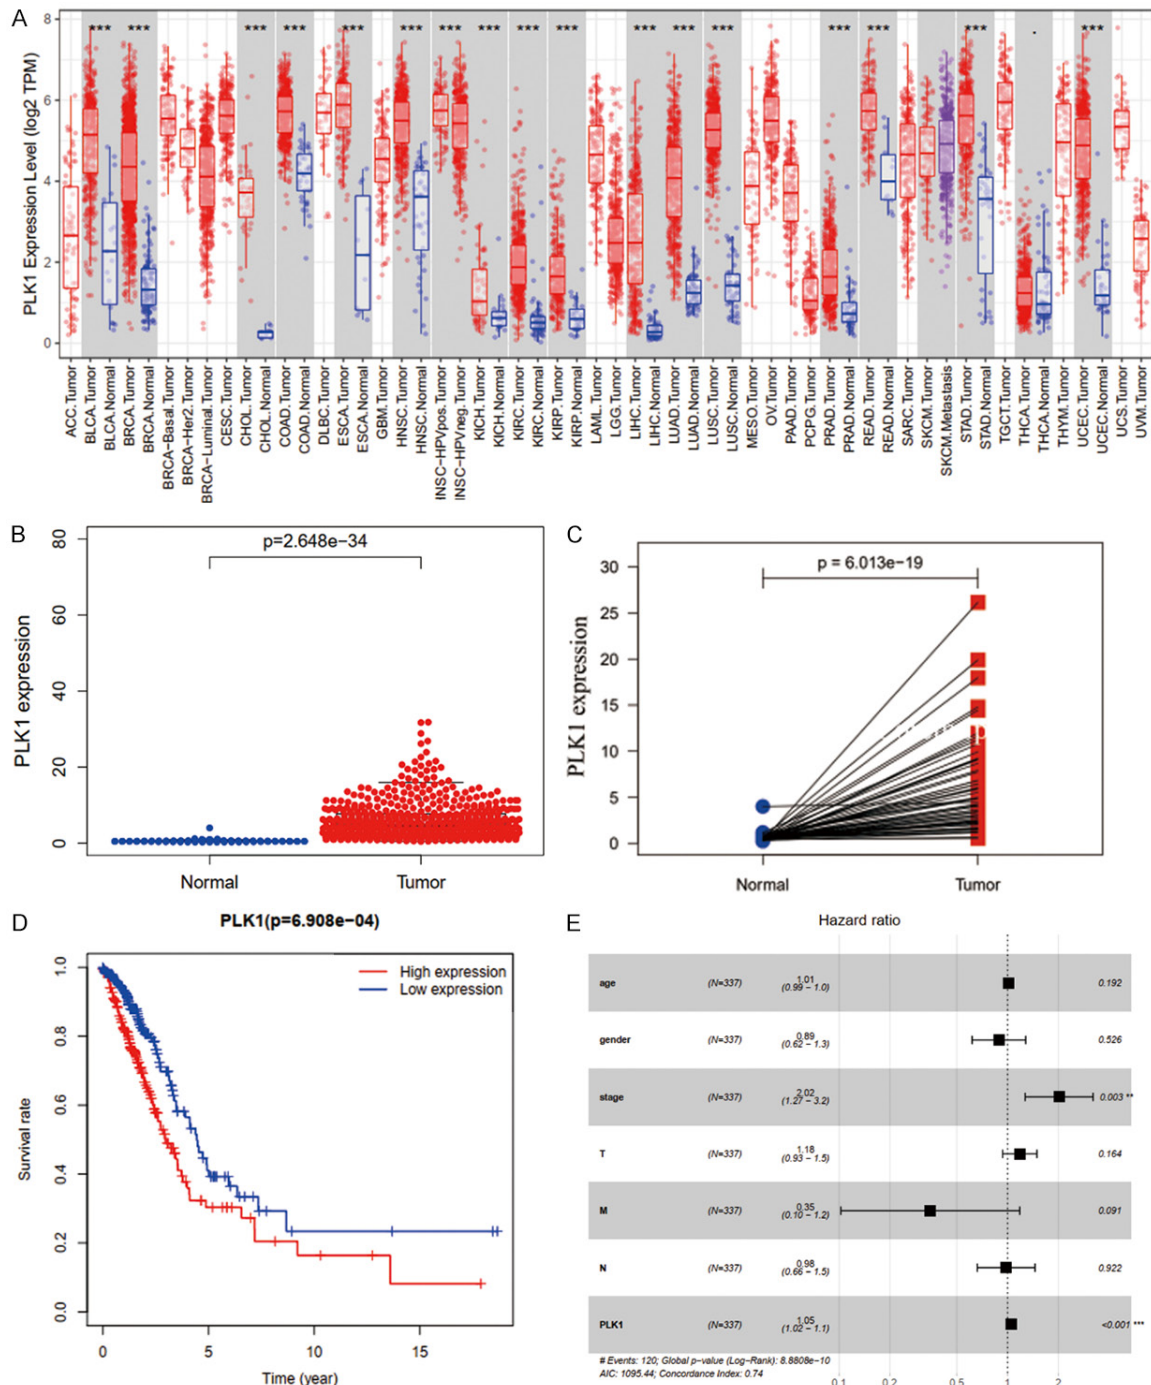 A
PLK1 Expression Level (log2 TPM)
8
6
4
2
0
*** *** *** *** *** *** *** *** *** *** *** *** *** *** *** *** ***
ACC.Tumor
BLCA.Tumor
BLCA.Normal
BRCA.Tumor
BRCA.Normal
BRCA-Basal.Tumor
BRCA-Her2.Tumor
BRCA-Luminal.Tumor
CESC.Tumor
CHOL.Tumor
CHOL.Normal
COAD.Tumor
COAD.Normal
DLBC.Tumor
ESCA.Tumor
ESCA.Normal
GBM.Tumor
HNSC.Tumor
HNSC.Normal
INSC-HPVpos.Tumor
INSC-HPVneg.Tumor
KICH.Tumor
KICH.Normal
KIRC.Tumor
KIRC.Normal
KIRP.Tumor
KIRP.Normal
LAML.Tumor
LGG.Tumor
LIHC.Tumor
LIHC.Normal
LUAD.Tumor
LUAD.Normal
LUSC.Tumor
LUSC.Normal
MESO.Tumor
OV.Tumor
PAAD.Tumor
PCPG.Tumor
PRAD.Tumor
PRAD.Normal
READ.Tumor
READ.Normal
SARC.Tumor
SKCM.Tumor
SKCM.Metastasis
STAD.Tumor
STAD.Normal
TGCT.Tumor
THCA.Tumor
THCA.Normal
THYM.Tumor
UCEC.Tumor
UCEC.Normal
UCS.Tumor
UVM.Tumor
B
PLK1 expression
80
60
40
20
0
p=2.648e−34
Normal Tumor
C
PLK1 expression
30
25
20
15
10
5
0
p = 6.013e−19
Normal Tumor
D
PLK1(p=6.908e−04)
High expression
Low expression
Survival rate
1.0
0.8
0.6
0.4
0.2
0.0
0 5 10 15
Time (year)
E
Hazard ratio
age (N=337) 1.01 (0.99 − 1.0) 0.192
gender (N=337) 0.89 (0.62 − 1.3) 0.526
stage (N=337) 2.02 (1.27 − 3.2) 0.003 **
T (N=337) 1.18 (0.93 − 1.5) 0.164
M (N=337) 0.35 (0.10 − 1.2) 0.091
N (N=337) 0.98 (0.66 − 1.5) 0.922
PLK1 (N=337) 1.05 (1.02 − 1.1) <0.001 ***
# Events: 120; Global p−value (Log−Rank): 8.8808e−10
AIC: 1095.44; Concordance Index: 0.74
0.1 0.2 0.5 1 2